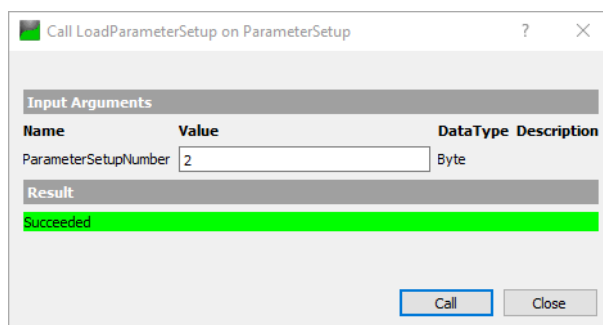 Call LoadParameterSetup on ParameterSetup ?
Input Arguments
Name Value DataType Description
ParameterSetupNumber 2 Byte
Result
Succeeded
Call Close